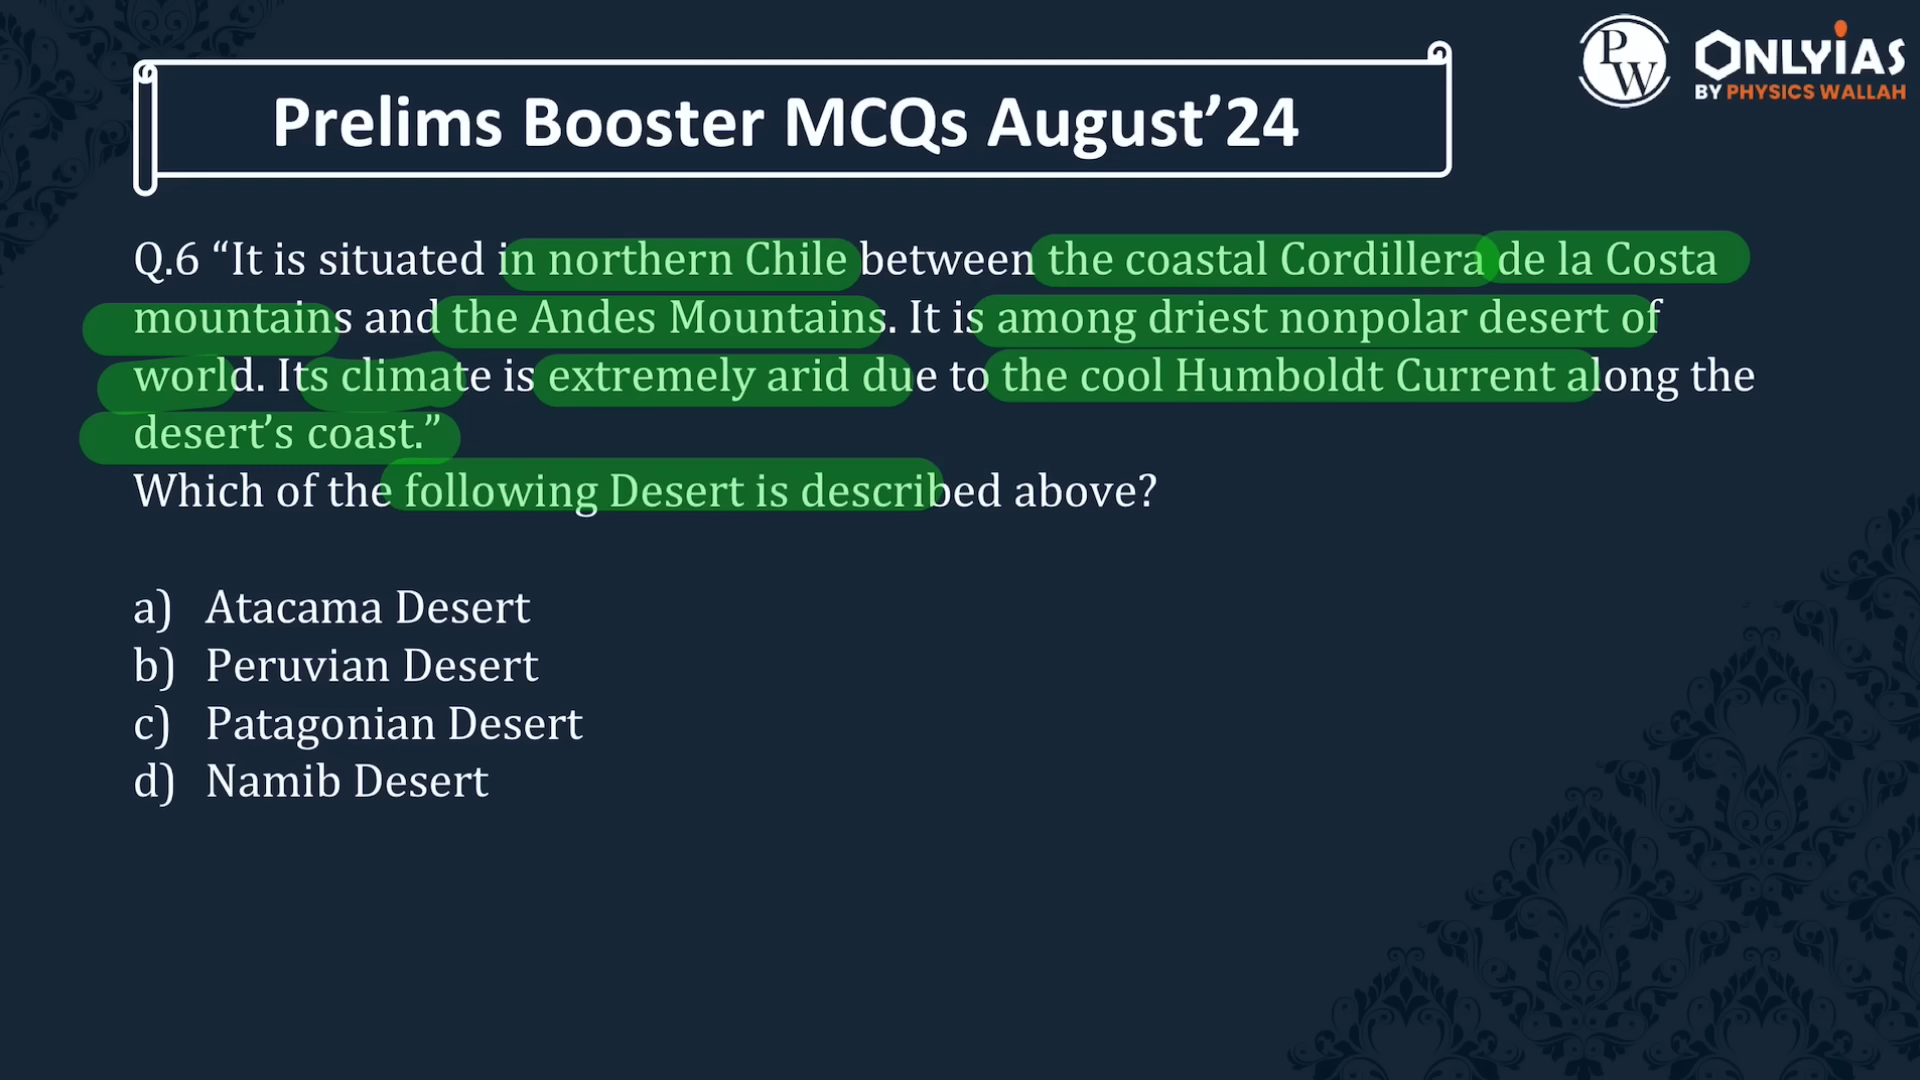 PW
ONLYIAS
BY PHYSICS WALLAH
Prelims Booster MCQs August’24
Q.6 “It is situated in northern Chile between the coastal Cordillera de la Costa
mountains and the Andes Mountains. It is among driest nonpolar desert of
world. Its climate is extremely arid due to the cool Humboldt Current along the
desert’s coast.”
Which of the following Desert is described above?
a) Atacama Desert
b) Peruvian Desert
c) Patagonian Desert
d) Namib Desert